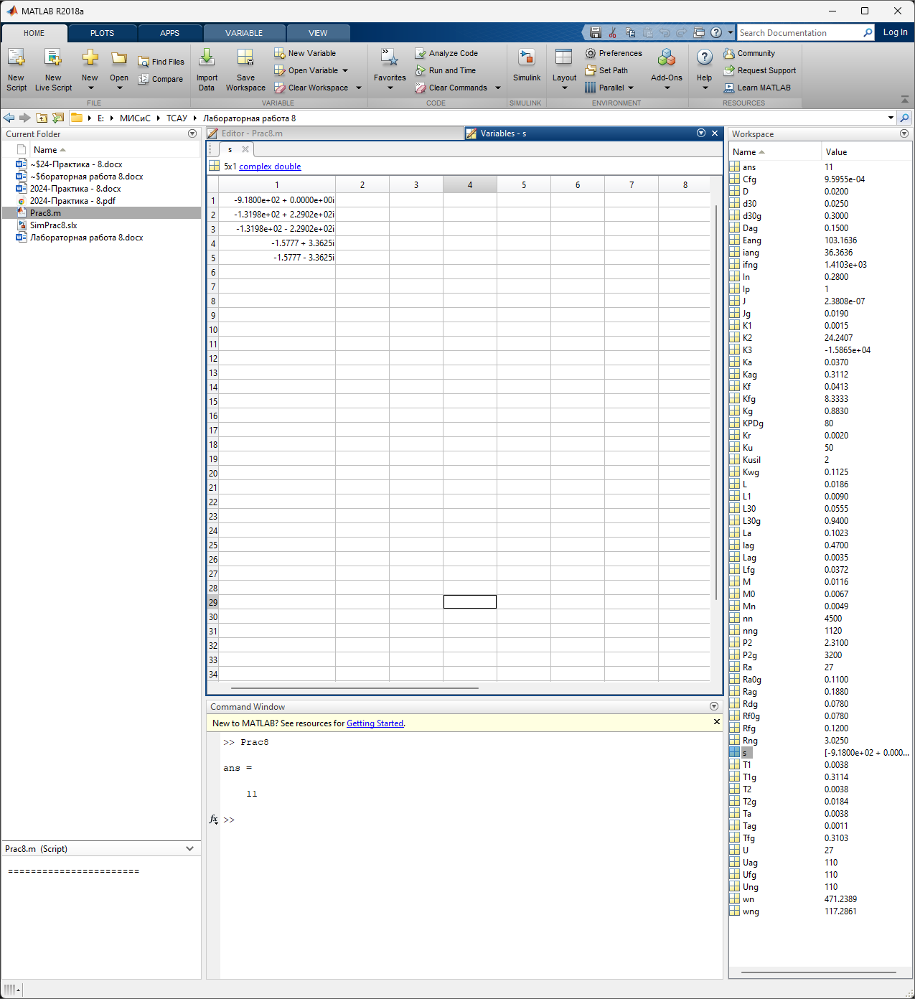 MATLAB R2018a
HOME PLOTS APPS VARIABLE VIEW Search Documentation Log In
New Script
New Live Script
New
Open
Find Files
Compare
FILE
Import Data
Save Workspace
New Variable
Open Variable
Clear Workspace
VARIABLE
Favorites
Analyze Code
Run and Time
Clear Commands
CODE
Simulink
SIMULINK
Layout
Preferences
Set Path
Parallel
Add-Ons
ENVIRONMENT
Help
Community
Request Support
Learn MATLAB
RESOURCES
E: МИСиС ТСАУ Лабораторная работа 8
Current Folder
Name
~$24-Практика - 8.docx
~$бораторная работа 8.docx
2024-Практика - 8.docx
2024-Практика - 8.pdf
Prac8.m
SimPrac8.slx
Лабораторная работа 8.docx
Prac8.m (Script)
========================
Editor - Prac8.m
Variables - s
s
5x1 complex double
1 2 3 4 5 6 7 8
1 -9.1800e+02 + 0.0000e+00i
2 -1.3198e+02 + 2.2902e+02i
3 -1.3198e+02 - 2.2902e+02i
4 -1.5777 + 3.3625i
5 -1.5777 - 3.3625i
6
7
8
9
10
11
12
13
14
15
16
17
18
19
20
21
22
23
24
25
26
27
28
29
30
31
32
33
34
Command Window
New to MATLAB? See resources for Getting Started.
>> Prac8
ans =
11
fx >>
Workspace
Name Value
ans 11
Cfg 9.5955e-04
D 0.0200
d30 0.0250
d30g 0.3000
Dag 0.1500
Eang 103.1636
iang 36.3636
ifng 1.4103e+03
In 0.2800
Ip 1
J 2.3808e-07
Jg 0.0190
K1 0.0015
K2 24.2407
K3 -1.5865e+04
Ka 0.0370
Kag 0.3112
Kf 0.0413
Kfg 8.3333
Kg 0.8830
KPDg 80
Kr 0.0020
Ku 50
Kusil 2
Kwg 0.1125
L 0.0186
L1 0.0090
L30 0.0555
L30g 0.9400
La 0.1023
lag 0.4700
Lag 0.0035
Lfg 0.0372
M 0.0116
M0 0.0067
Mn 0.0049
nn 4500
nng 1120
P2 2.3100
P2g 3200
Ra 27
Ra0g 0.1100
Rag 0.1880
Rdg 0.0780
Rf0g 0.0780
Rfg 0.1200
Rng 3.0250
s [-9.1800e+02 + 0.000...
T1 0.0038
T1g 0.3114
T2 0.0038
T2g 0.0184
Ta 0.0038
Tag 0.0011
Tfg 0.3103
U 27
Uag 110
Ufg 110
Ung 110
wn 471.2389
wng 117.2861